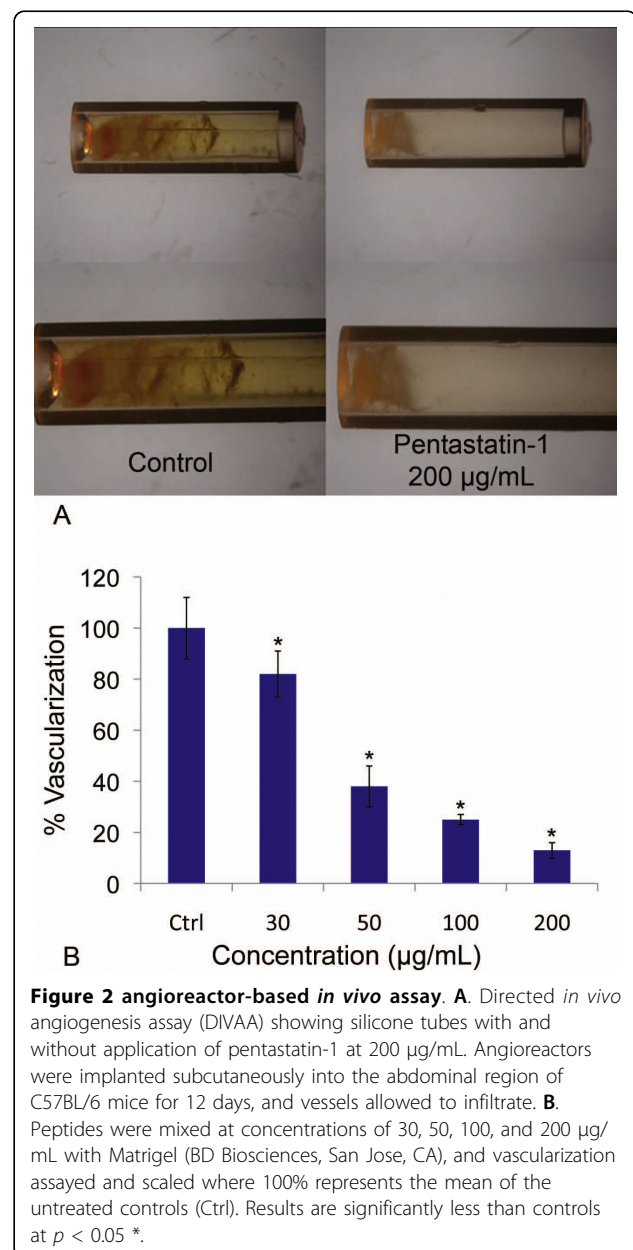 Control
Pentastatin-1
200 µg/mL
A
120
100
80
60
40
20
0
% Vascularization
*
*
*
*
Ctrl
30
50
100
200
B
Concentration (µg/mL)
Figure 2 angioreactor-based in vivo assay. A. Directed in vivo
angiogenesis assay (DIVAA) showing silicone tubes with and
without application of pentastatin-1 at 200 µg/mL. Angioreactors
were implanted subcutaneously into the abdominal region of
C57BL/6 mice for 12 days, and vessels allowed to infiltrate. B.
Peptides were mixed at concentrations of 30, 50, 100, and 200 µg/
mL with Matrigel (BD Biosciences, San Jose, CA), and vascularization
assayed and scaled where 100% represents the mean of the
untreated controls (Ctrl). Results are significantly less than controls
at p < 0.05 *.